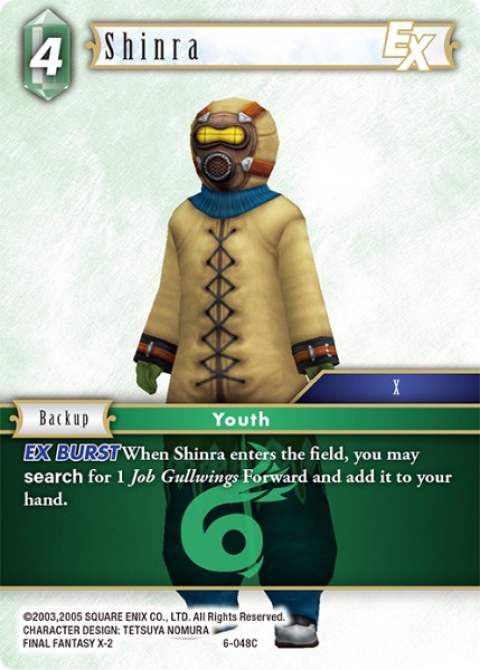 4
Shinra
EX
X
Backup
Youth
EX BURST When Shinra enters the field, you may
search for 1 Job Gullwings Forward and add it to your
hand.
6
©2003,2005 SQUARE ENIX CO., LTD. All Rights Reserved.
CHARACTER DESIGN: TETSUYA NOMURA
FINAL FANTASY X-2
6-048C